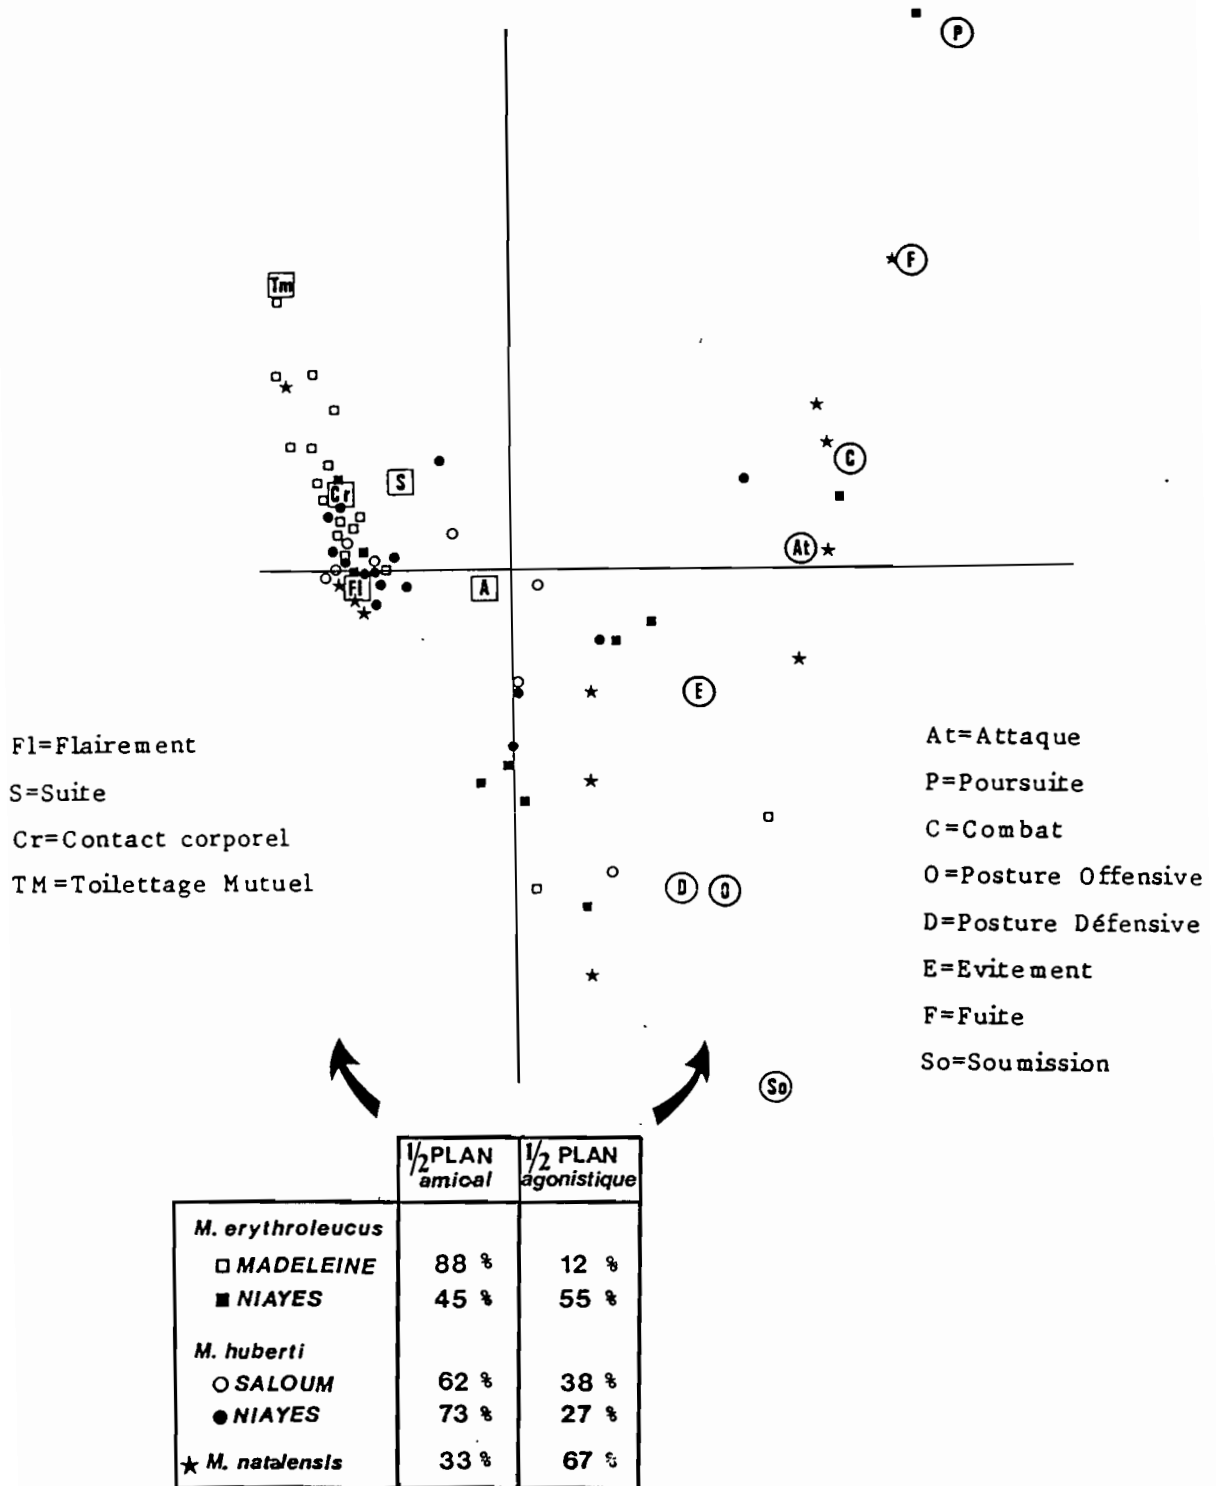 P
F
Tm
C
S
Cr
At
Fl
A
E
Fl=Flairement
S=Suite
Cr=Contact corporel
TM=Toilettage Mutuel
D
O
So
At=Attaque
P=Poursuite
C=Combat
O=Posture Offensive
D=Posture Défensive
E=Evitement
F=Fuite
So=Soumission
1/2 PLAN amical
1/2 PLAN agonistique
M. erythroleucus
MADELEINE 88 % 12 %
NIAYES 45 % 55 %
M. huberti
SALOUM 62 % 38 %
NIAYES 73 % 27 %
M. natalensis 33 % 67 %